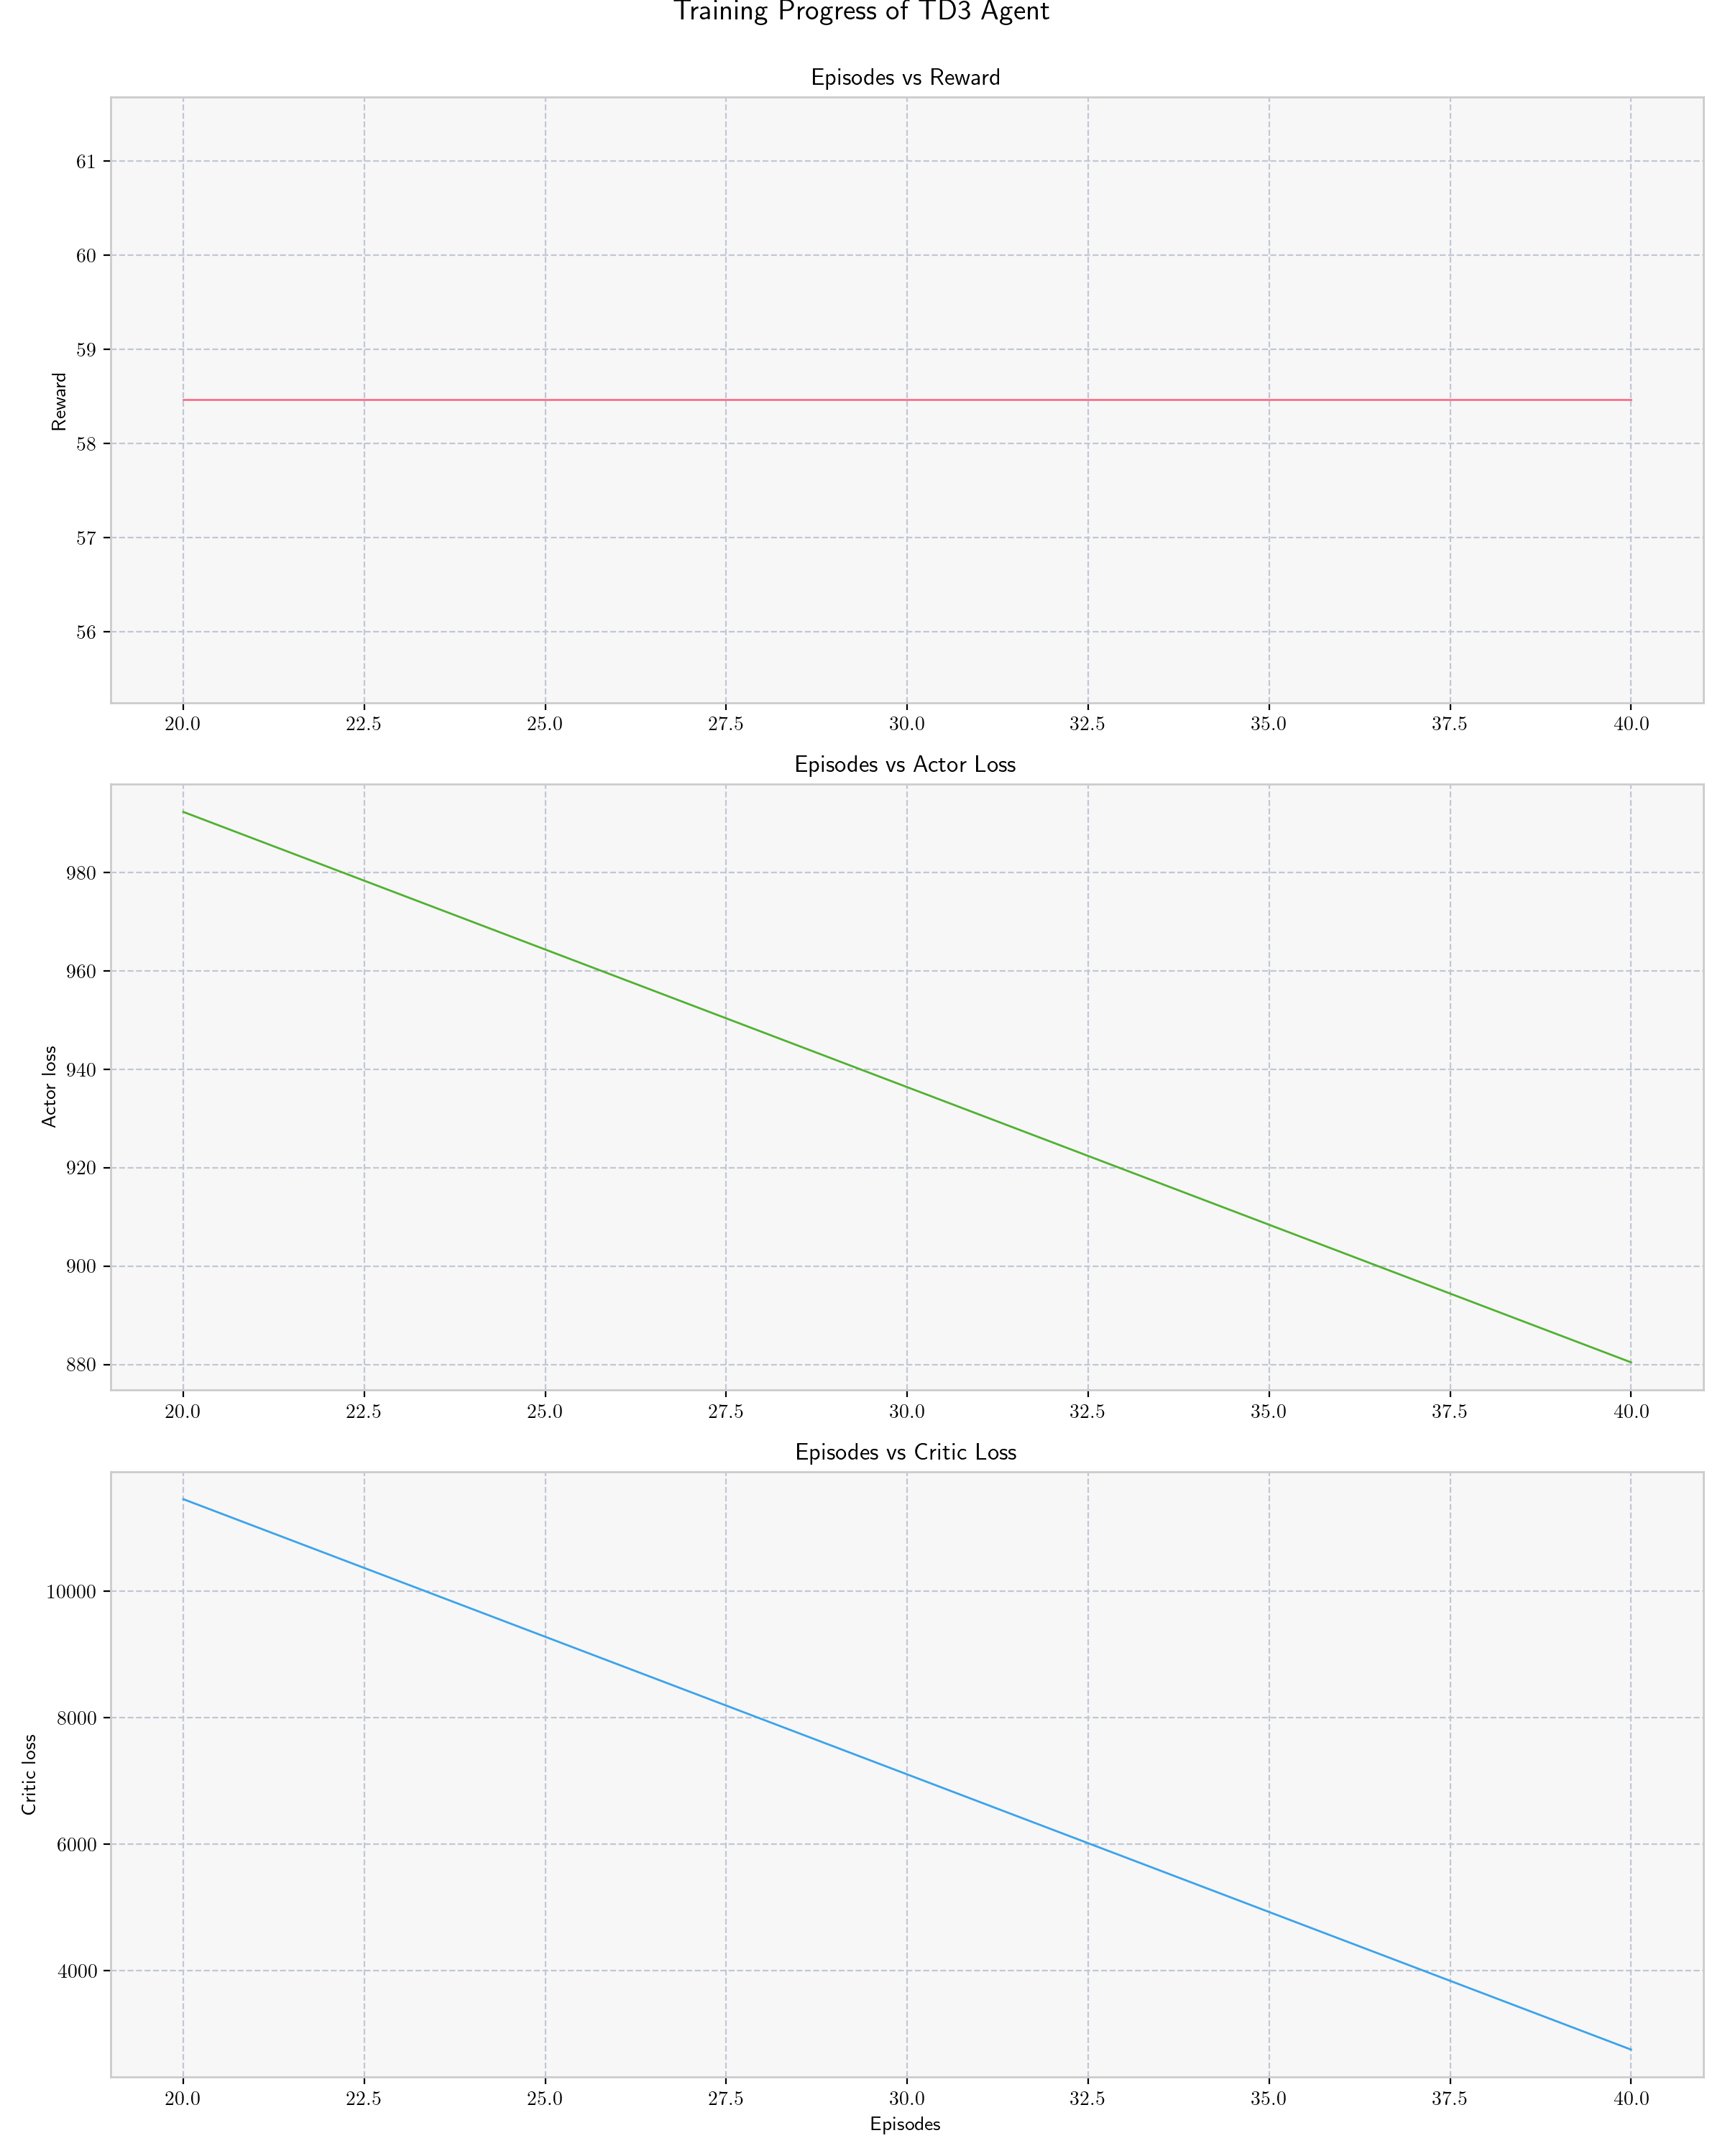 Training Progress of TD3 Agent
Episodes vs Reward
61
60
59
58
57
56
Reward
20.0 22.5 25.0 27.5 30.0 32.5 35.0 37.5 40.0
Episodes vs Actor Loss
980
960
940
920
900
880
Actor loss
20.0 22.5 25.0 27.5 30.0 32.5 35.0 37.5 40.0
Episodes vs Critic Loss
10000
8000
6000
4000
Critic loss
20.0 22.5 25.0 27.5 30.0 32.5 35.0 37.5 40.0
Episodes